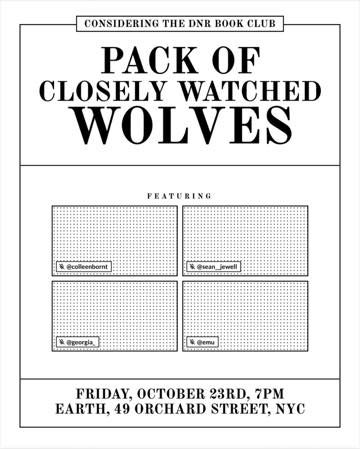 CONSIDERING THE DNR BOOK CLUB
PACK OF
CLOSELY WATCHED
WOLVES
FEATURING
@colleenbornt
@sean_jewell
@georgia_
@emu
FRIDAY, OCTOBER 23RD, 7PM
EARTH, 49 ORCHARD STREET, NYC